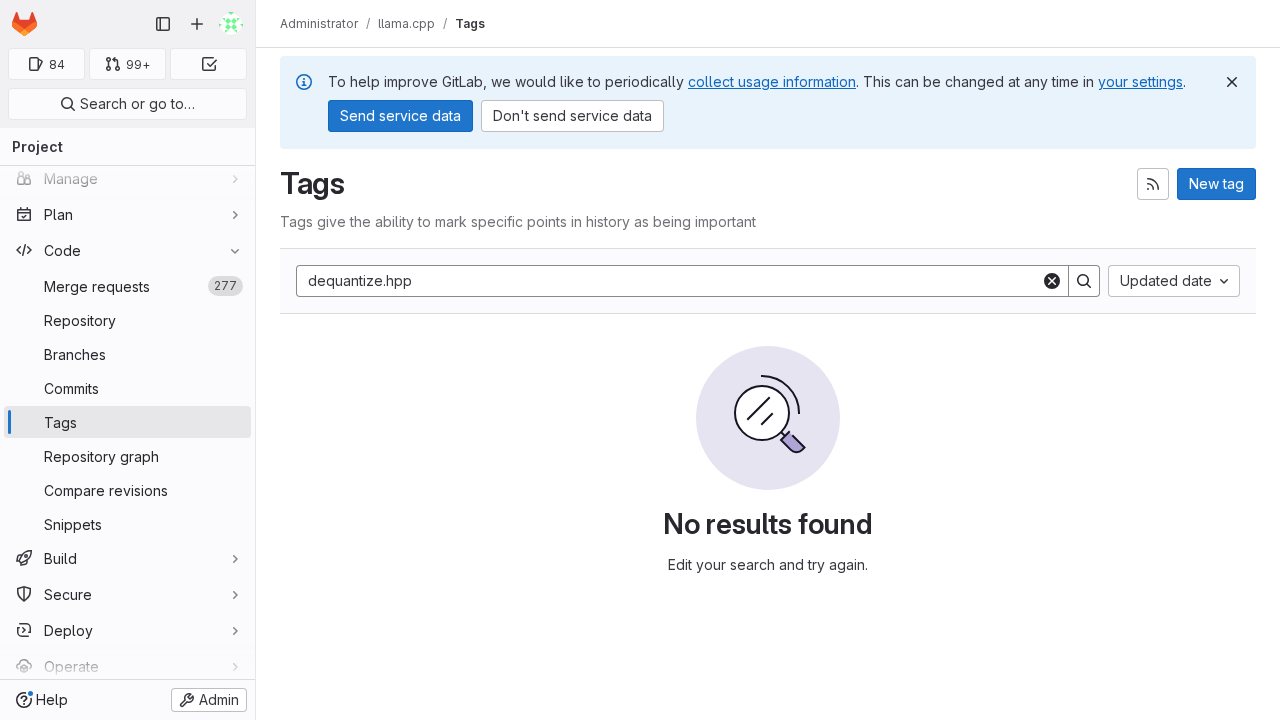 Administrator / llama.cpp / Tags
84
99+
Search or go to…
Project
Manage
Plan
Code
Merge requests 277
Repository
Branches
Commits
Tags
Repository graph
Compare revisions
Snippets
Build
Secure
Deploy
Operate
Help
Admin
To help improve GitLab, we would like to periodically collect usage information. This can be changed at any time in your settings.
Send service data
Don't send service data
Tags
New tag
Tags give the ability to mark specific points in history as being important
dequantize.hpp
Updated date
No results found
Edit your search and try again.